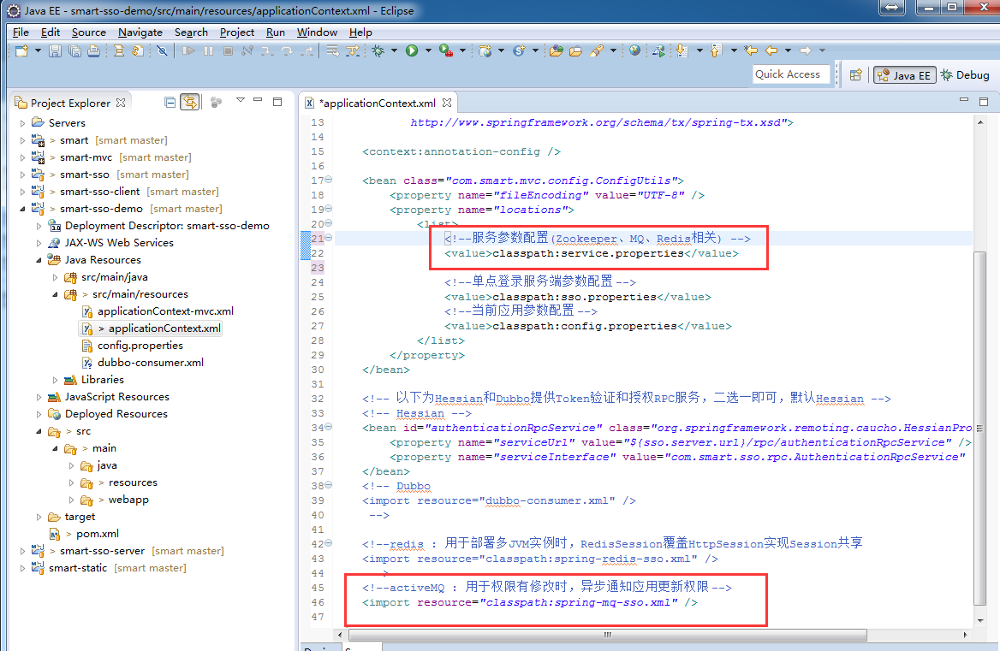 Java EE - smart-sso-demo/src/main/resources/applicationContext.xml - Eclipse
File Edit Source Navigate Search Project Run Window Help
Quick Access
Java EE
Debug
Project Explorer
*applicationContext.xml
Servers
> smart [smart master]
> smart-mvc [smart master]
> smart-sso [smart master]
> smart-sso-client [smart master]
> smart-sso-demo [smart master]
Deployment Descriptor: smart-sso-demo
JAX-WS Web Services
Java Resources
src/main/java
> src/main/resources
applicationContext-mvc.xml
> applicationContext.xml
config.properties
dubbo-consumer.xml
Libraries
JavaScript Resources
Deployed Resources
> src
> main
java
> resources
> webapp
target
> pom.xml
> smart-sso-server [smart master]
smart-static [smart master]
13 http://www.springframework.org/schema/tx/spring-tx.xsd">
14
15 <context:annotation-config />
16
17 <bean class="com.smart.mvc.config.ConfigUtils">
18 <property name="fileEncoding" value="UTF-8" />
19 <property name="locations">
20 <list>
21 <!--服务参数配置(Zookeeper、MQ、Redis相关) -->
22 <value>classpath:service.properties</value>
23
24 <!--单点登录服务端参数配置 -->
25 <value>classpath:sso.properties</value>
26 <!--当前应用参数配置 -->
27 <value>classpath:config.properties</value>
28 </list>
29 </property>
30 </bean>
31
32 <!-- 以下为Hessian和Dubbo提供Token验证和授权RPC服务，二选一即可，默认Hessian -->
33 <!-- Hessian -->
34 <bean id="authenticationRpcService" class="org.springframework.remoting.caucho.HessianPro
35 <property name="serviceUrl" value="${sso.server.url}/rpc/authenticationRpcService" />
36 <property name="serviceInterface" value="com.smart.sso.rpc.AuthenticationRpcService"
37 </bean>
38 <!-- Dubbo
39 <import resource="dubbo-consumer.xml" />
40 -->
41
42 <!--redis : 用于部署多JVM实例时，RedisSession覆盖HttpSession实现Session共享
43 <import resource="classpath:spring-redis-sso.xml" />
44 >
45 <!--activeMQ : 用于权限有修改时，异步通知应用更新权限 -->
46 <import resource="classpath:spring-mq-sso.xml" />
47